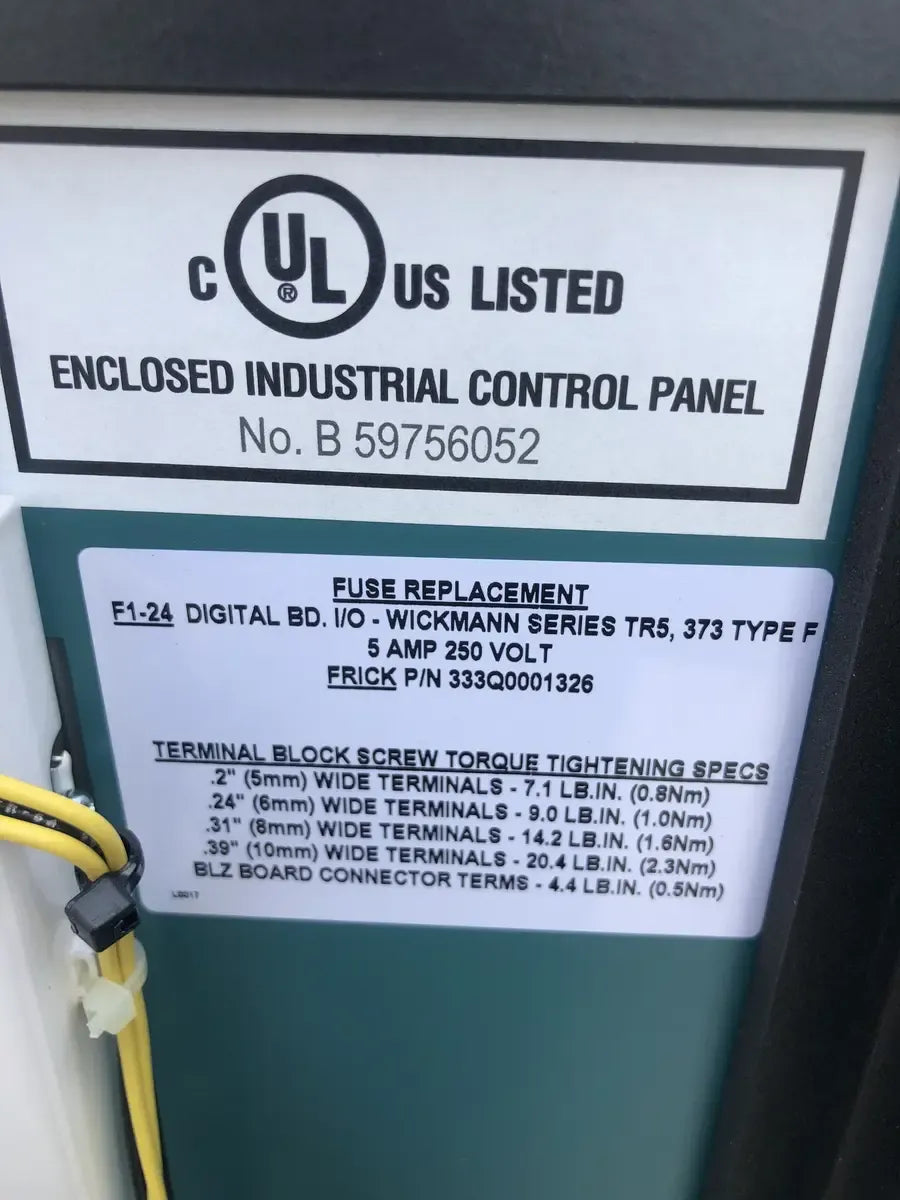 C UL® US LISTED
ENCLOSED INDUSTRIAL CONTROL PANEL
No. B 59756052
FUSE REPLACEMENT
F1-24 DIGITAL BD. I/O - WICKMANN SERIES TR5, 373 TYPE F
5 AMP 250 VOLT
FRICK P/N 333Q0001326
TERMINAL BLOCK SCREW TORQUE TIGHTENING SPECS
.2" (5mm) WIDE TERMINALS - 7.1 LB.IN. (0.8Nm)
.24" (6mm) WIDE TERMINALS - 9.0 LB.IN. (1.0Nm)
.31" (8mm) WIDE TERMINALS - 14.2 LB.IN. (1.6Nm)
.39" (10mm) WIDE TERMINALS - 20.4 LB.IN. (2.3Nm)
BLZ BOARD CONNECTOR TERMS - 4.4 LB.IN. (0.5Nm)